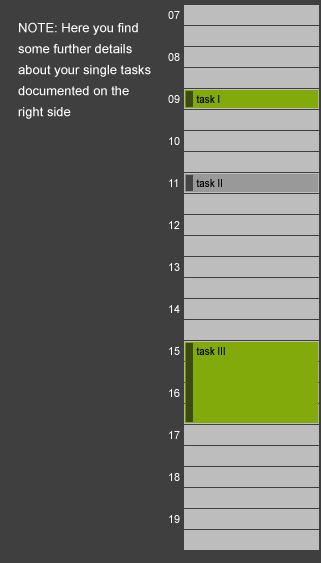 NOTE: Here you find
some further details
about your single tasks
documented on the
right side
07
08
09 task I
10
11 task II
12
13
14
15 task III
16
17
18
19